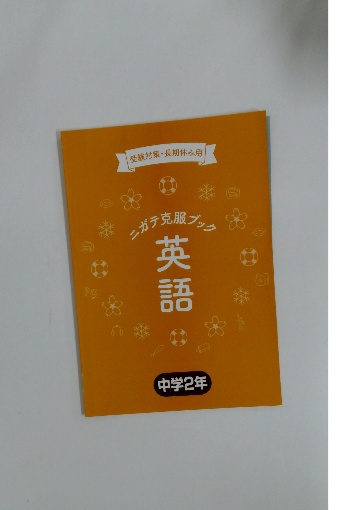 受験対策・長期休み用
ニガテ克服ブック
英語
中学2年